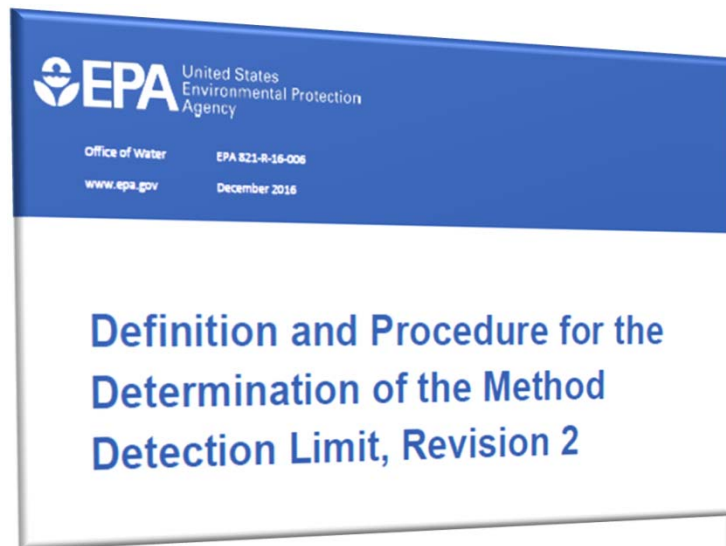 EPA
United States
Environmental Protection
Agency
Office of Water EPA 821-R-16-006
www.epa.gov December 2016
Definition and Procedure for the
Determination of the Method
Detection Limit, Revision 2